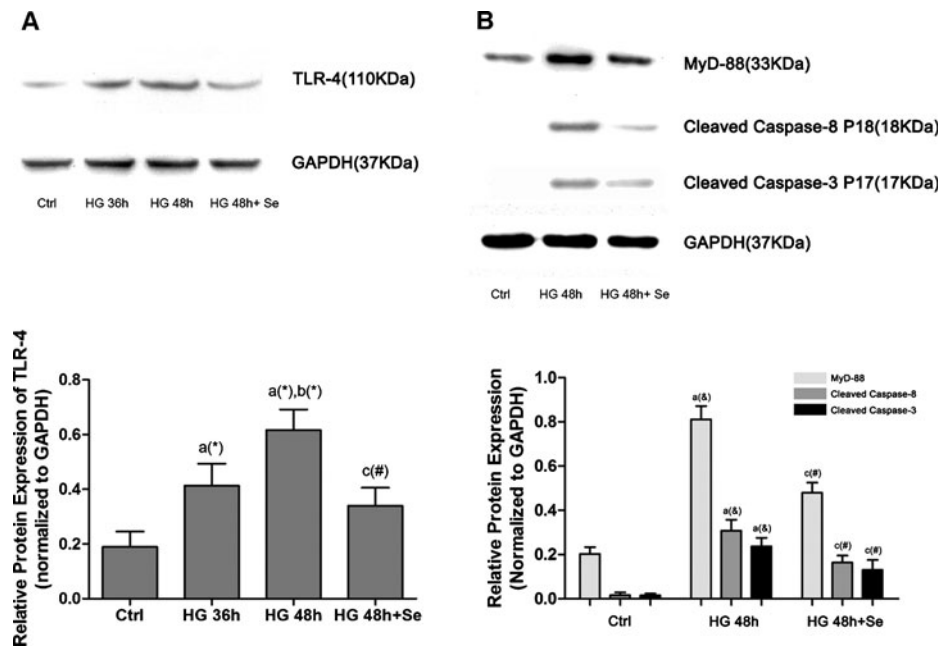 A
TLR-4(110KDa)
GAPDH(37KDa)
Ctrl HG 36h HG 48h HG 48h+ Se
B
MyD-88(33KDa)
Cleaved Caspase-8 P18(18KDa)
Cleaved Caspase-3 P17(17KDa)
GAPDH(37KDa)
Ctrl HG 48h HG 48h+ Se
Relative Protein Expression of TLR-4
(normalized to GAPDH)
0.8
0.6
0.4
0.2
0.0
a(*)
a(*),b(*)
c(#)
Ctrl HG 36h HG 48h HG 48h+Se
Relative Protein Expression
(Normalized to GAPDH)
1.0
0.8
0.6
0.4
0.2
0.0
MyD-88
Cleaved Caspase-8
Cleaved Caspase-3
a(&)
a(&)
a(&)
c(#)
c(#)
c(#)
Ctrl HG 48h HG 48h+Se